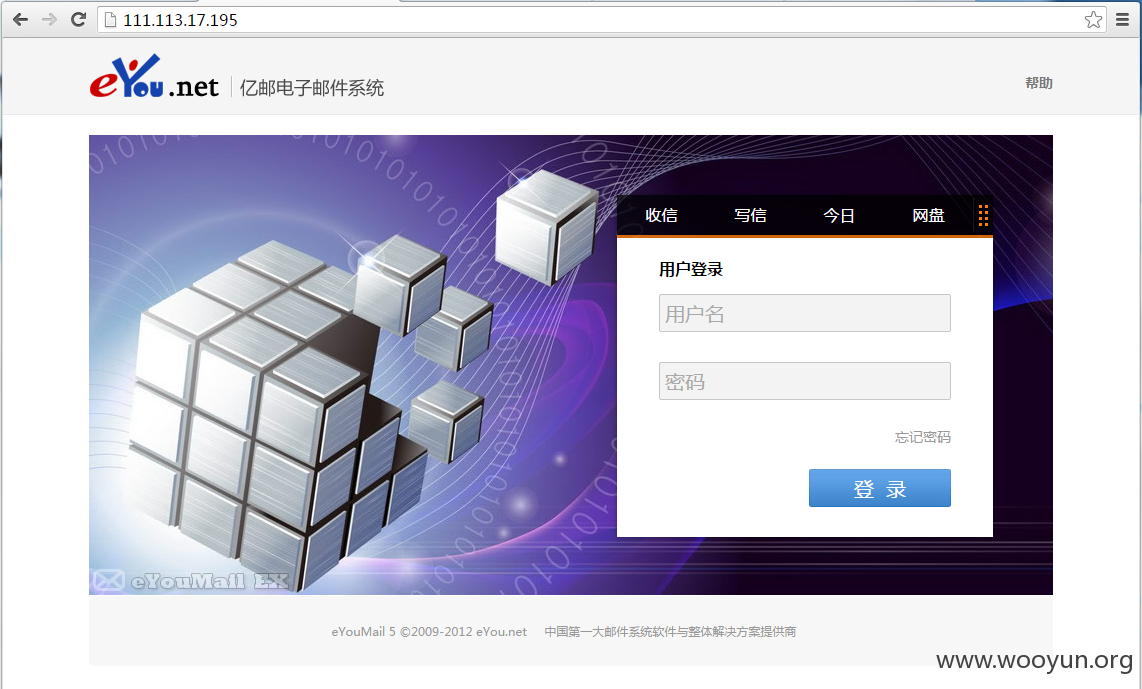 111.113.17.195
eYou.net 亿邮电子邮件系统
帮助
收信 写信 今日 网盘
用户登录
用户名
密码
忘记密码
登 录
eYouMail EX
eYouMail 5 ©2009-2012 eYou.net 中国第一大邮件系统软件与整体解决方案提供商
www.wooyun.org